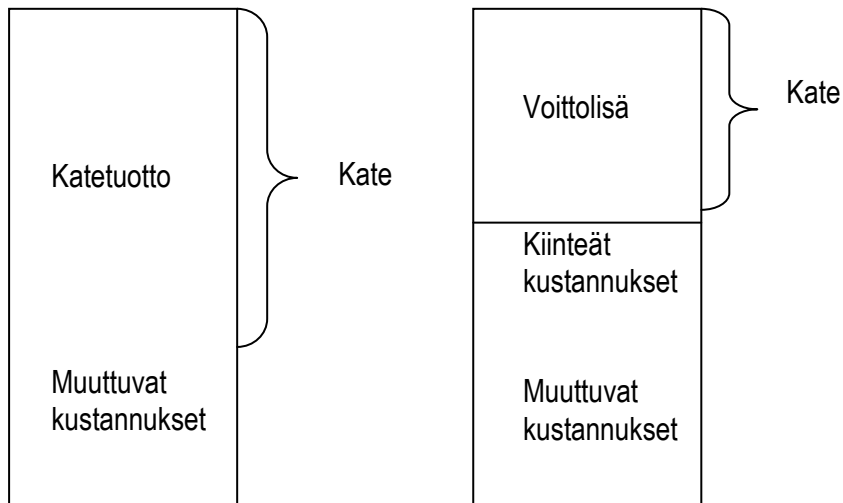 Katetuotto
Kate
Muuttuvat
kustannukset
Voittolisä
Kate
Kiinteät
kustannukset
Muuttuvat
kustannukset